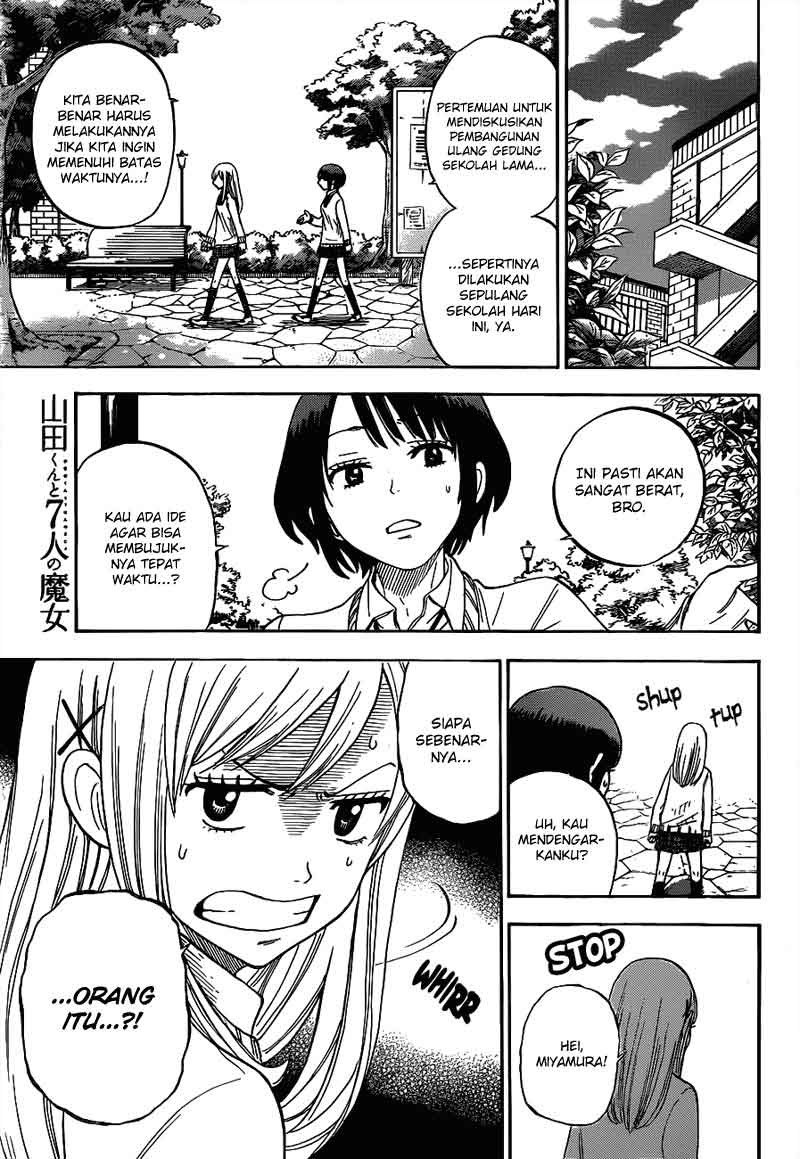 PERTEMUAN UNTUK
MENDISKUSIKAN
PEMBANGUNAN
ULANG GEDUNG
SEKOLAH LAMA...
...SEPERTINYA
DILAKUKAN
SEPULANG
SEKOLAH HARI
INI, YA.
KITA BENAR-
BENAR HARUS
MELAKUKANNYA
JIKA KITA INGIN
MEMENUHI BATAS
WAKTUNYA...!
INI PASTI AKAN
SANGAT BERAT,
BRO.
KAU ADA IDE
AGAR BISA
MEMBUJUK-
NYA TEPAT
WAKTU...?
山田くんと7人の魔女
shup
tup
UH, KAU
MENDENGAR-
KANKU?
STOP
HEI,
MIYAMURA!
SIAPA
SEBENAR-
NYA...
WHIRR
...ORANG
ITU...?!